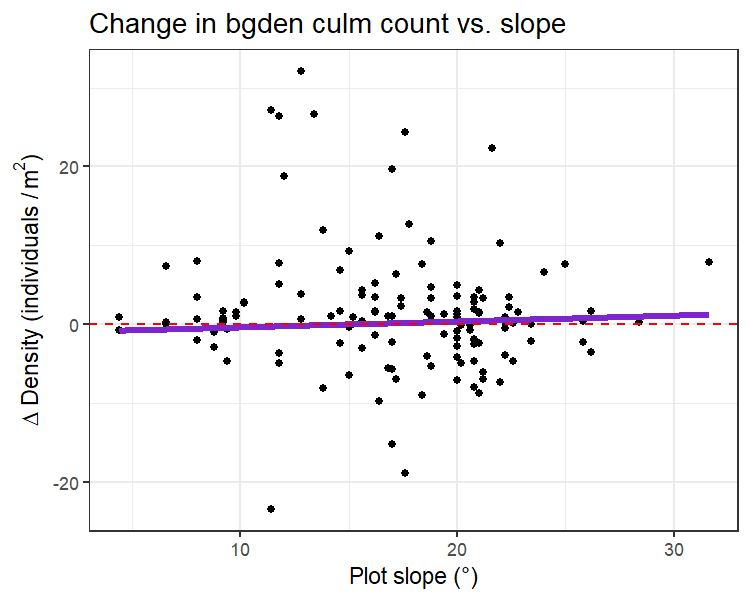 Change in bgden culm count vs. slope
Δ Density (individuals / m²)
20
0
-20
10 20 30
Plot slope (°)